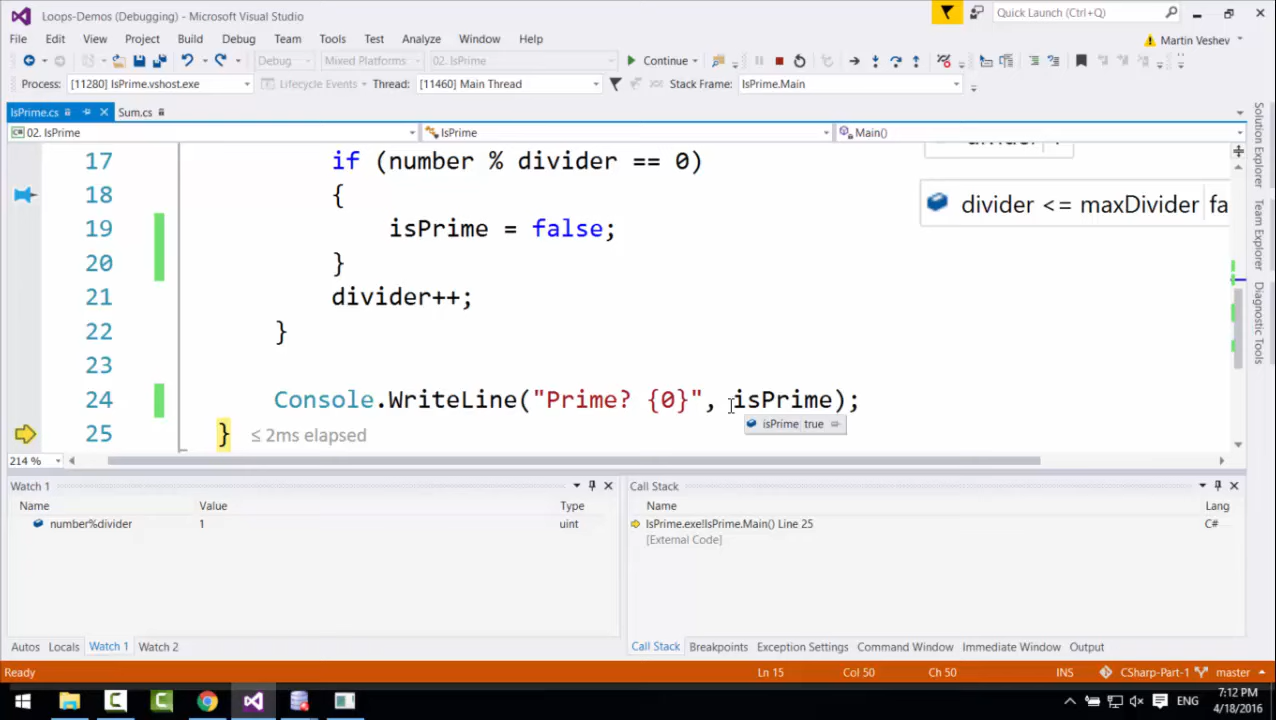 Loops-Demos (Debugging) - Microsoft Visual Studio
Quick Launch (Ctrl+Q)
File Edit View Project Build Debug Team Tools Test Analyze Window Help
Martin Veshev
Debug Mixed Platforms 02. IsPrime Continue
Process: [11280] IsPrime.vshost.exe Lifecycle Events Thread: [11460] Main Thread Stack Frame: IsPrime.Main
IsPrime.cs Sum.cs
02. IsPrime IsPrime Main()
17 if (number % divider == 0)
18 {
divider <= maxDivider fa
19 isPrime = false;
20 }
21 divider++;
22 }
23
24 Console.WriteLine("Prime? {0}", isPrime);
isPrime true
25 } ≤ 2ms elapsed
214 %
Solution Explorer
Team Explorer
Diagnostic Tools
Watch 1
Name Value Type
number%divider 1 uint
Call Stack
Name Lang
IsPrime.exe!IsPrime.Main() Line 25 C#
[External Code]
Autos Locals Watch 1 Watch 2
Call Stack Breakpoints Exception Settings Command Window Immediate Window Output
Ready Ln 15 Col 50 Ch 50 INS CSharp-Part-1 master
ENG
7:12 PM
4/18/2016